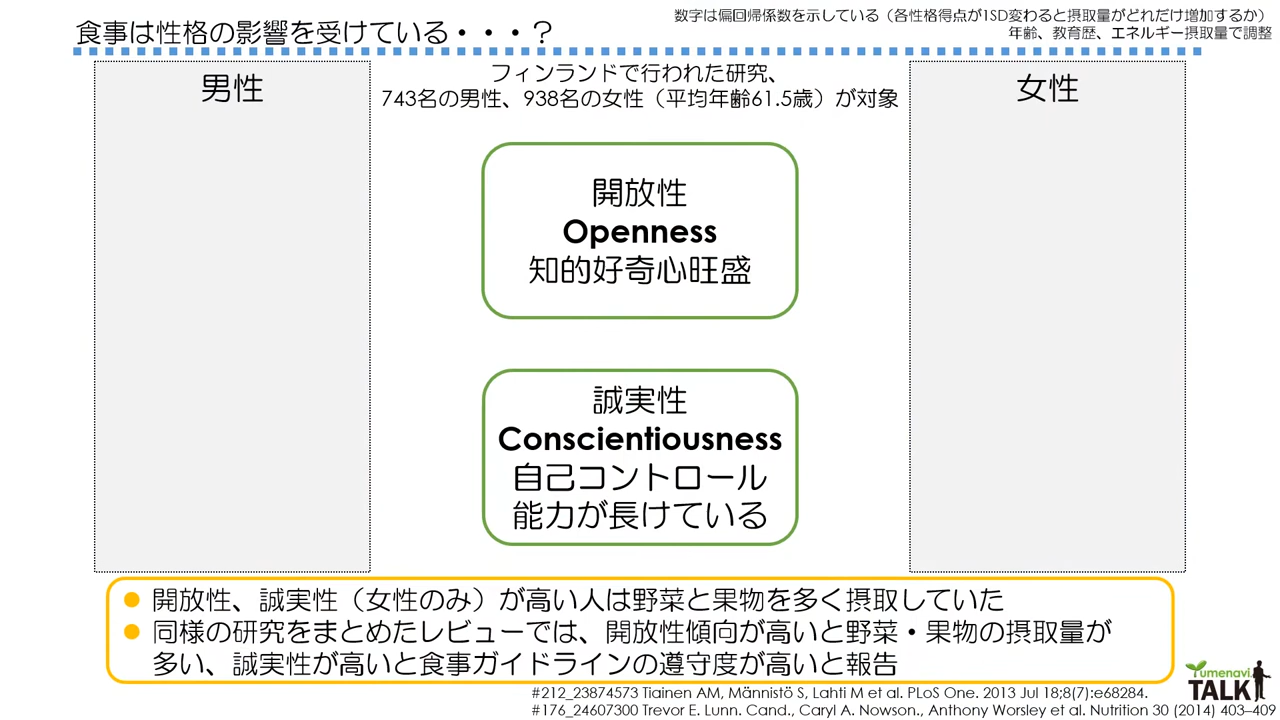 食事は性格の影響を受けている・・・？
数字は偏回帰係数を示している（各性格得点が1SD変わると摂取量がどれだけ増加するか）
年齢、教育歴、エネルギー摂取量で調整
男性
フィンランドで行われた研究、
743名の男性、938名の女性（平均年齢61.5歳）が対象
女性
開放性
Openness
知的好奇心旺盛
誠実性
Conscientiousness
自己コントロール
能力が長けている
● 開放性、誠実性（女性のみ）が高い人は野菜と果物を多く摂取していた
● 同様の研究をまとめたレビューでは、開放性傾向が高いと野菜・果物の摂取量が
多い、誠実性が高いと食事ガイドラインの遵守度が高いと報告
#212_23874573 Tiainen AM, Männistö S, Lahti M et al. PLoS One. 2013 Jul 18;8(7):e68284.
#176_24607300 Trevor E. Lunn. Cand., Caryl A. Nowson., Anthony Worsley et al. Nutrition 30 (2014) 403–409
Yumenavi
TALK